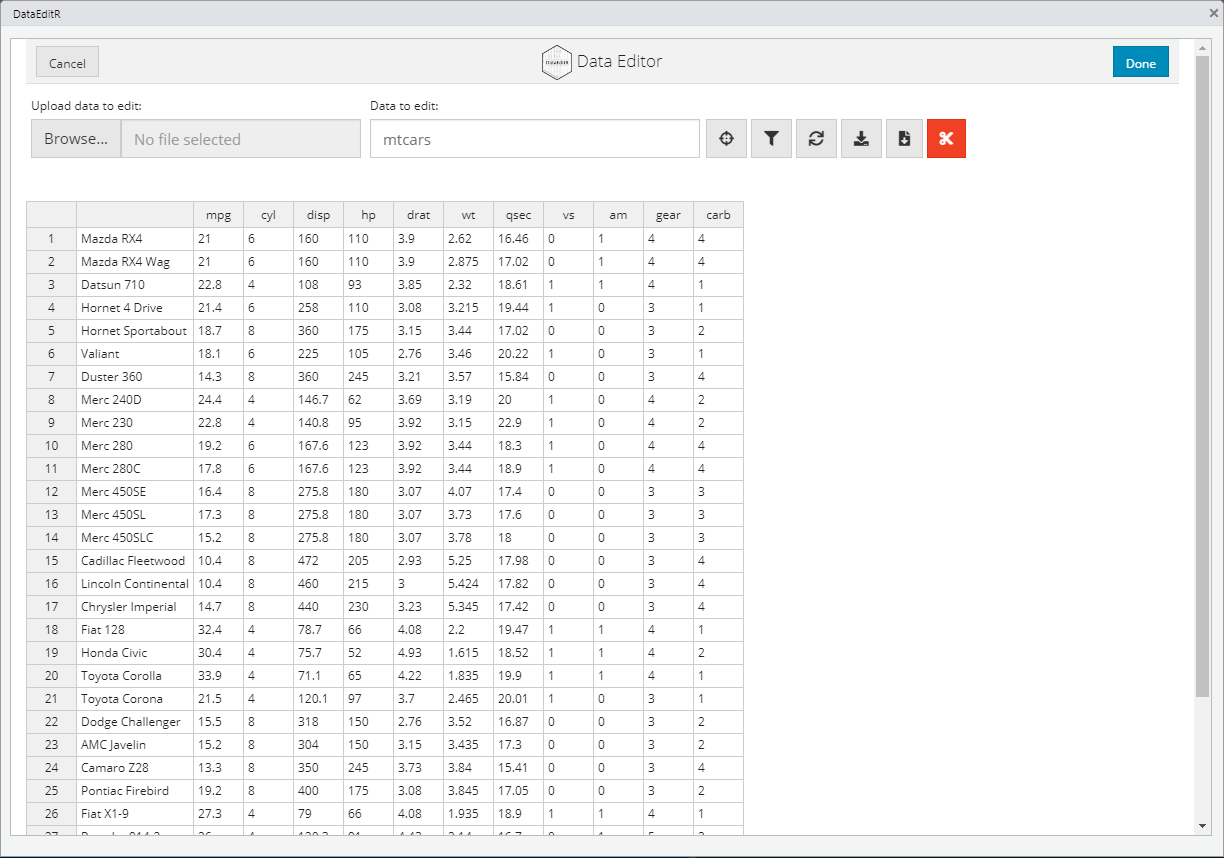 DataEditR
Cancel
DataEditR
Data Editor
Done
Upload data to edit:
Data to edit:
Browse...
No file selected
mtcars
mpg cyl disp hp drat wt qsec vs am gear carb
1 Mazda RX4 21 6 160 110 3.9 2.62 16.46 0 1 4 4
2 Mazda RX4 Wag 21 6 160 110 3.9 2.875 17.02 0 1 4 4
3 Datsun 710 22.8 4 108 93 3.85 2.32 18.61 1 1 4 1
4 Hornet 4 Drive 21.4 6 258 110 3.08 3.215 19.44 1 0 3 1
5 Hornet Sportabout 18.7 8 360 175 3.15 3.44 17.02 0 0 3 2
6 Valiant 18.1 6 225 105 2.76 3.46 20.22 1 0 3 1
7 Duster 360 14.3 8 360 245 3.21 3.57 15.84 0 0 3 4
8 Merc 240D 24.4 4 146.7 62 3.69 3.19 20 1 0 4 2
9 Merc 230 22.8 4 140.8 95 3.92 3.15 22.9 1 0 4 2
10 Merc 280 19.2 6 167.6 123 3.92 3.44 18.3 1 0 4 4
11 Merc 280C 17.8 6 167.6 123 3.92 3.44 18.9 1 0 4 4
12 Merc 450SE 16.4 8 275.8 180 3.07 4.07 17.4 0 0 3 3
13 Merc 450SL 17.3 8 275.8 180 3.07 3.73 17.6 0 0 3 3
14 Merc 450SLC 15.2 8 275.8 180 3.07 3.78 18 0 0 3 3
15 Cadillac Fleetwood 10.4 8 472 205 2.93 5.25 17.98 0 0 3 4
16 Lincoln Continental 10.4 8 460 215 3 5.424 17.82 0 0 3 4
17 Chrysler Imperial 14.7 8 440 230 3.23 5.345 17.42 0 0 3 4
18 Fiat 128 32.4 4 78.7 66 4.08 2.2 19.47 1 1 4 1
19 Honda Civic 30.4 4 75.7 52 4.93 1.615 18.52 1 1 4 2
20 Toyota Corolla 33.9 4 71.1 65 4.22 1.835 19.9 1 1 4 1
21 Toyota Corona 21.5 4 120.1 97 3.7 2.465 20.01 1 0 3 1
22 Dodge Challenger 15.5 8 318 150 2.76 3.52 16.87 0 0 3 2
23 AMC Javelin 15.2 8 304 150 3.15 3.435 17.3 0 0 3 2
24 Camaro Z28 13.3 8 350 245 3.73 3.84 15.41 0 0 3 4
25 Pontiac Firebird 19.2 8 400 175 3.08 3.845 17.05 0 0 3 2
26 Fiat X1-9 27.3 4 79 66 4.08 1.935 18.9 1 1 4 1